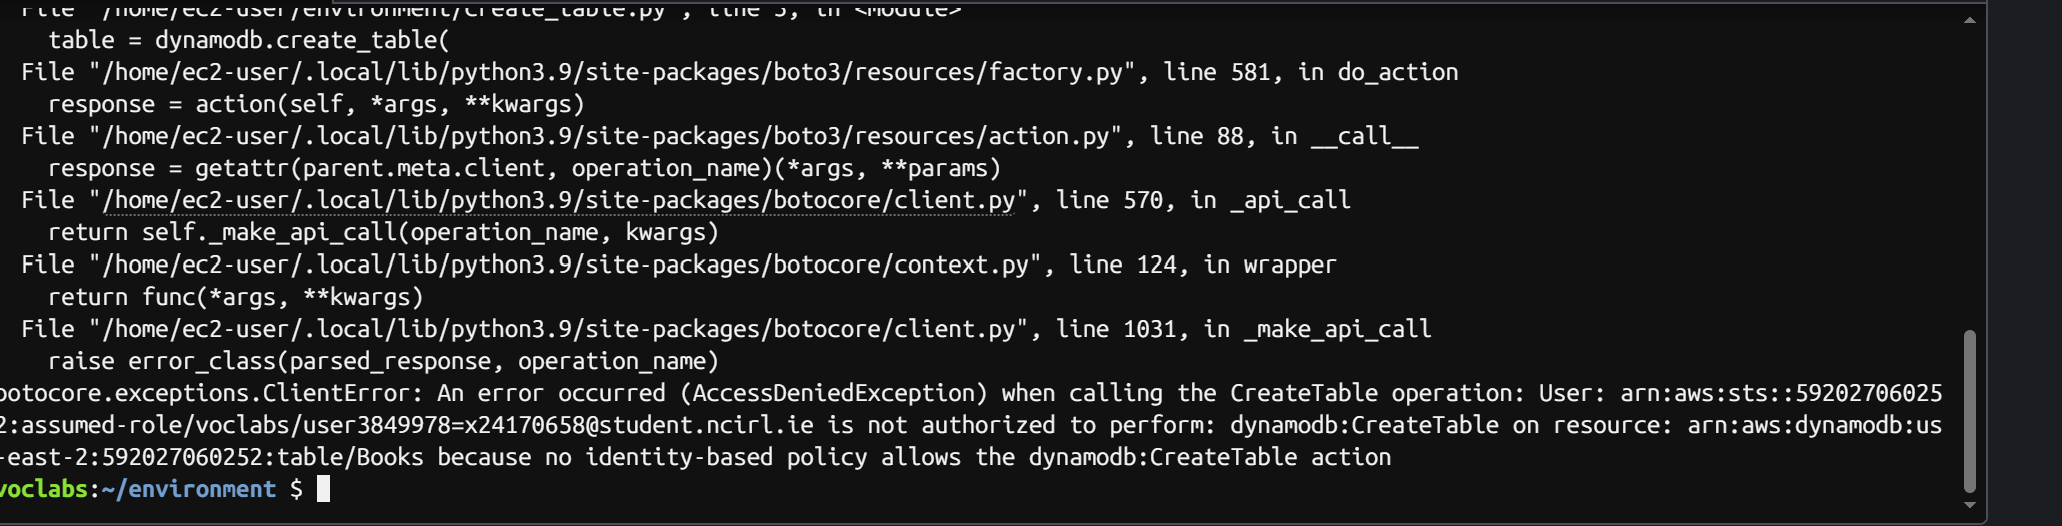 File "/home/ec2-user/environment/create_table.py", line 5, in <module>
    table = dynamodb.create_table(
  File "/home/ec2-user/.local/lib/python3.9/site-packages/boto3/resources/factory.py", line 581, in do_action
    response = action(self, *args, **kwargs)
  File "/home/ec2-user/.local/lib/python3.9/site-packages/boto3/resources/action.py", line 88, in __call__
    response = getattr(parent.meta.client, operation_name)(*args, **params)
  File "/home/ec2-user/.local/lib/python3.9/site-packages/botocore/client.py", line 570, in _api_call
    return self._make_api_call(operation_name, kwargs)
  File "/home/ec2-user/.local/lib/python3.9/site-packages/botocore/context.py", line 124, in wrapper
    return func(*args, **kwargs)
  File "/home/ec2-user/.local/lib/python3.9/site-packages/botocore/client.py", line 1031, in _make_api_call
    raise error_class(parsed_response, operation_name)
botocore.exceptions.ClientError: An error occurred (AccessDeniedException) when calling the CreateTable operation: User: arn:aws:sts::59202706025
2:assumed-role/voclabs/user3849978=x24170658@student.ncirl.ie is not authorized to perform: dynamodb:CreateTable on resource: arn:aws:dynamodb:us
-east-2:592027060252:table/Books because no identity-based policy allows the dynamodb:CreateTable action
voclabs:~/environment $